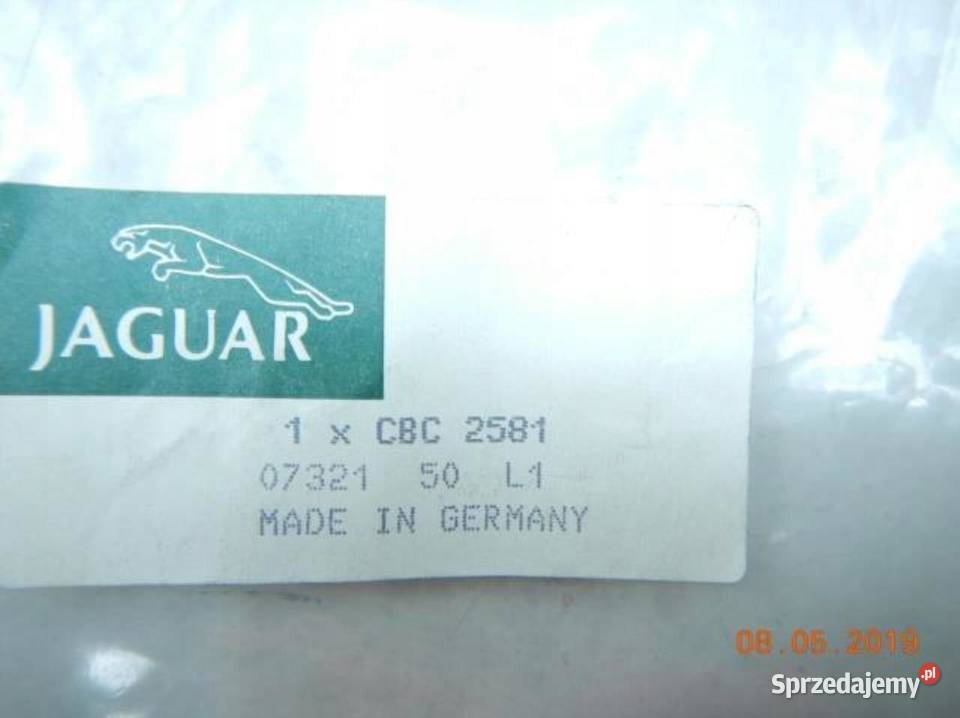 JAGUAR
1 x CBC 2581
07321 50 L1
MADE IN GERMANY
08.05.2019
Sprzedajemy.pl